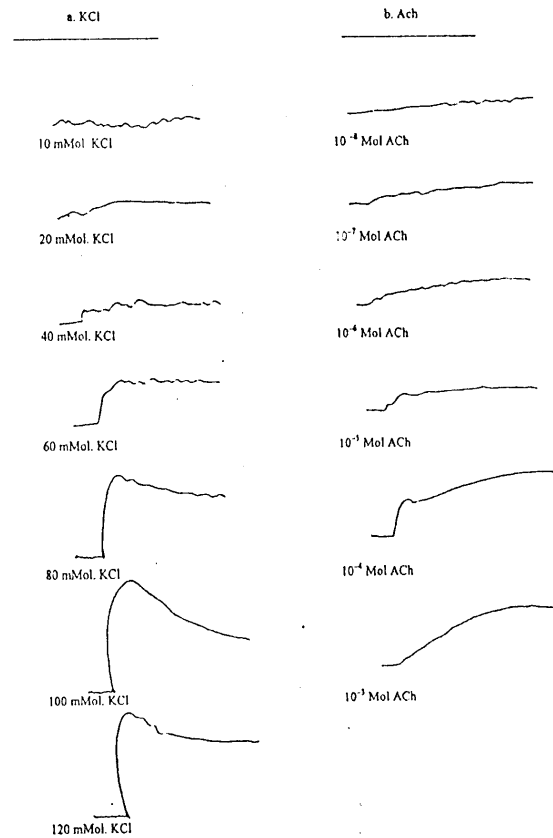 a. KCl
10 mMol. KCl
20 mMol. KCl
40 mMol. KCl
60 mMol. KCl
80 mMol. KCl
100 mMol. KCl
120 mMol. KCl
b. Ach
10⁻⁸ Mol ACh
10⁻⁷ Mol ACh
10⁻⁶ Mol ACh
10⁻⁵ Mol ACh
10⁻⁴ Mol ACh
10⁻³ Mol ACh